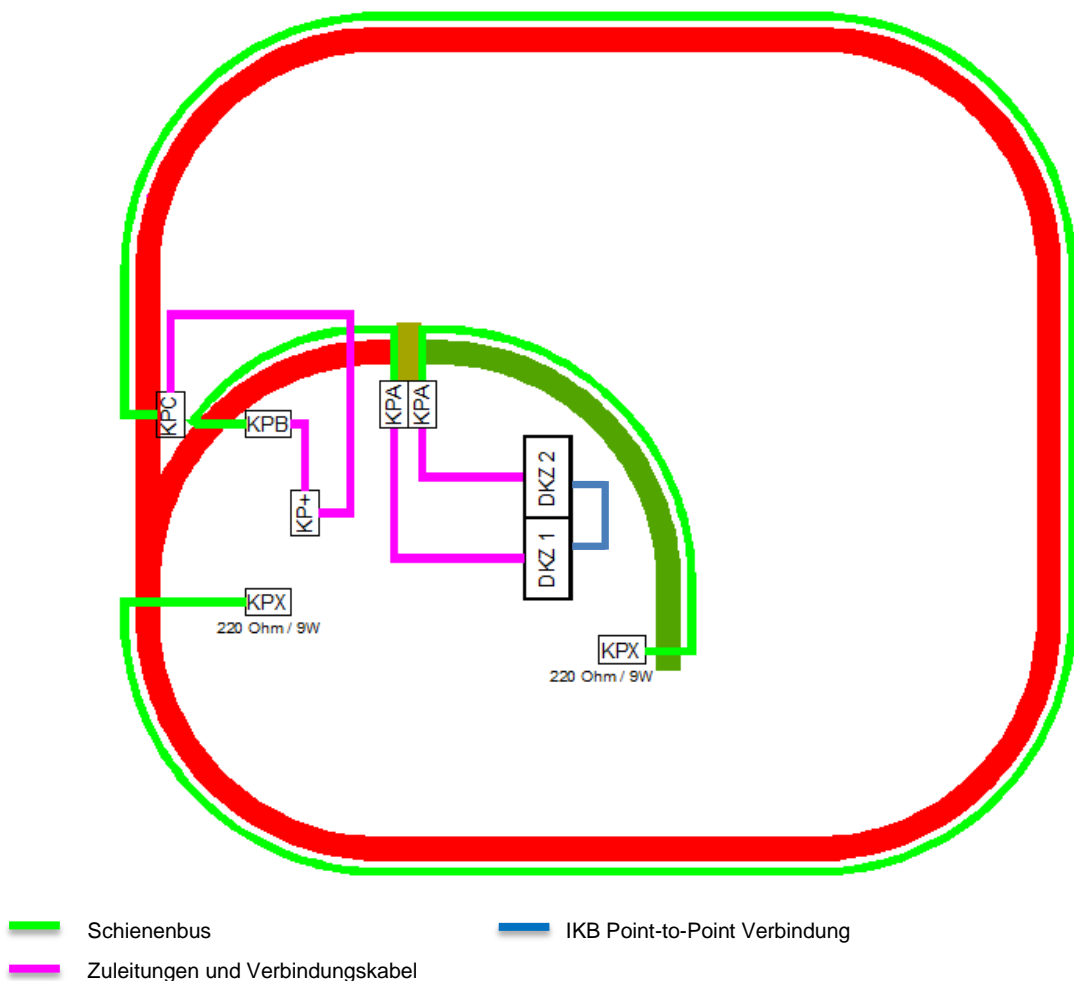 KPC
KPB
KPA
KPA
DKZ 2
KP+
DKZ 1
KPX
220 Ohm / 9W
KPX
220 Ohm / 9W
Schienenbus
IKB Point-to-Point Verbindung
Zuleitungen und Verbindungskabel